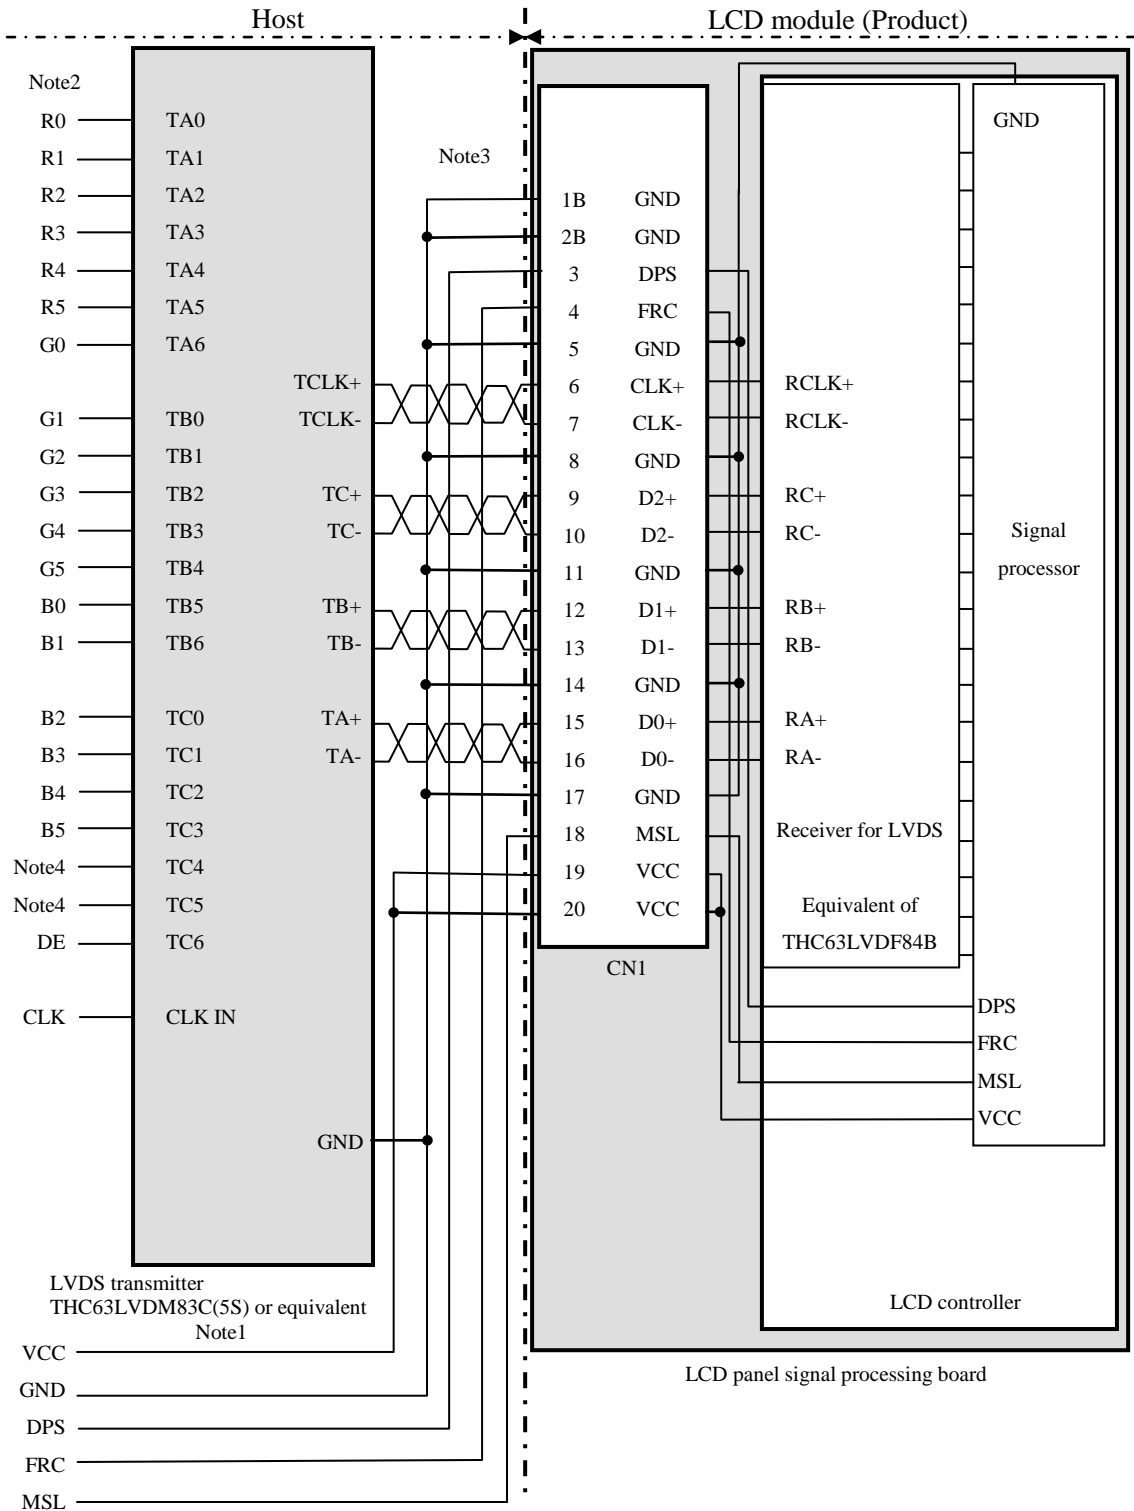 Host
LCD module (Product)
Note2
R0 TA0
R1 TA1
R2 TA2
R3 TA3
R4 TA4
R5 TA5
G0 TA6
TCLK+
G1 TB0 TCLK-
G2 TB1
G3 TB2 TC+
G4 TB3 TC-
G5 TB4
B0 TB5 TB+
B1 TB6 TB-
B2 TC0 TA+
B3 TC1 TA-
B4 TC2
B5 TC3
Note4 TC4
Note4 TC5
DE TC6
CLK CLK IN
GND
LVDS transmitter
THC63LVDM83C(5S) or equivalent
Note1
VCC
GND
DPS
FRC
MSL
Note3
1B GND
2B GND
3 DPS
4 FRC
5 GND
6 CLK+
7 CLK-
8 GND
9 D2+
10 D2-
11 GND
12 D1+
13 D1-
14 GND
15 D0+
16 D0-
17 GND
18 MSL
19 VCC
20 VCC
CN1
RCLK+
RCLK-
RC+
RC-
RB+
RB-
RA+
RA-
Receiver for LVDS
Equivalent of
THC63LVDF84B
GND
Signal
processor
DPS
FRC
MSL
VCC
LCD controller
LCD panel signal processing board